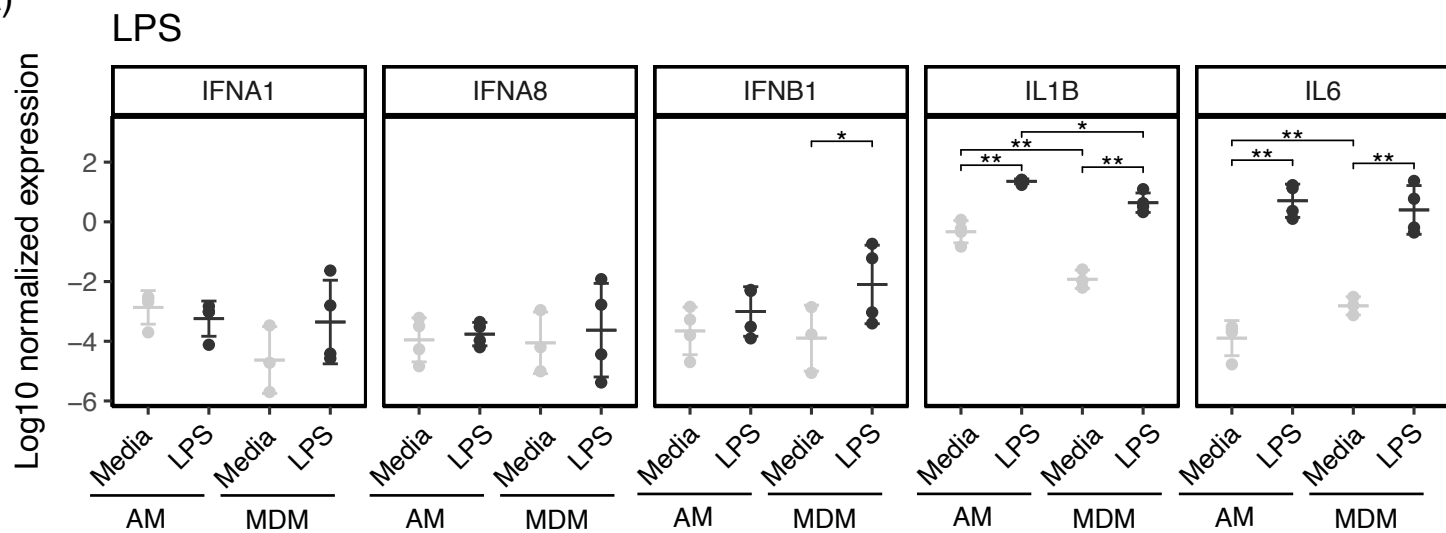 )
LPS
Log10 normalized expression
IFNA1 IFNA8 IFNB1 IL1B IL6
* ** ** * ** ** ** **
2
0
−2
−4
−6
Media LPS Media LPS Media LPS Media LPS Media LPS Media LPS Media LPS Media LPS Media LPS Media LPS
AM MDM AM MDM AM MDM AM MDM AM MDM